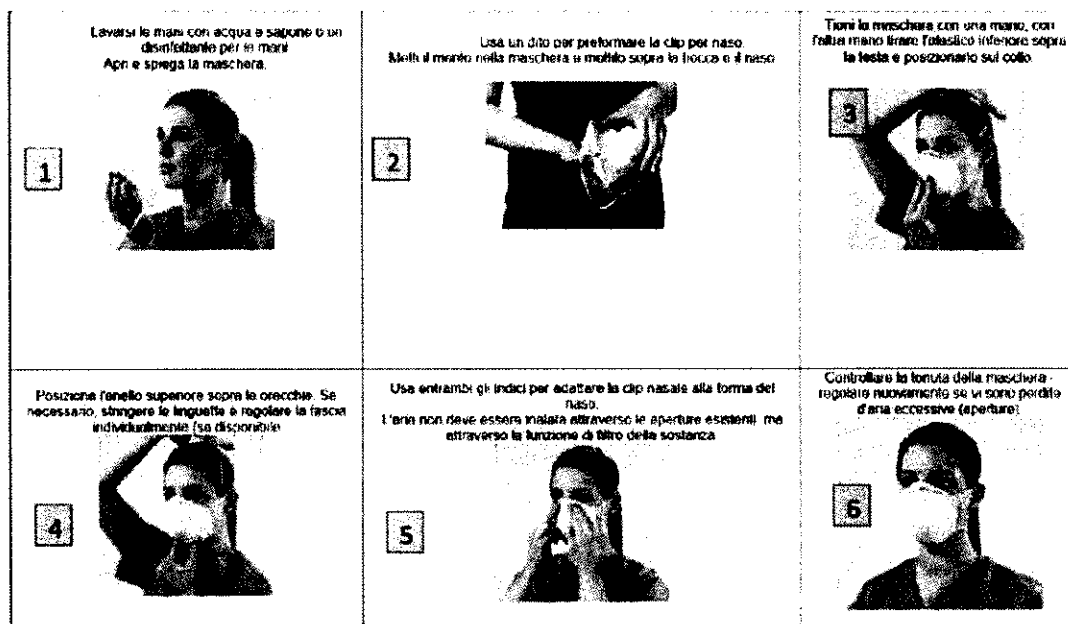 Lavarsi le mani con acqua e sapone o un
disinfettante per le mani
Apri e spiega la maschera.
1
Usa un dito per preformare la clip per naso.
Metti il mento nella maschera e mettilo sopra la bocca e il naso
2
Tieni la maschera con una mano, con
l'altra mano tirare l'elastico inferiore sopra
la testa e posizionarlo sul collo.
3
Posiziona l'anello superiore sopra le orecchie. Se
necessario, stringere le linguette e regolare la fascia
individualmente (se disponibile
4
Usa entrambi gli indici per adattare la clip nasale alla forma del
naso.
L'aria non deve essere inalata attraverso le aperture esistenti, ma
attraverso la funzione di filtro della sostanza
5
Controllare la tenuta della maschera -
regolare nuovamente se vi sono perdite
d'aria eccessive (aperture)
6